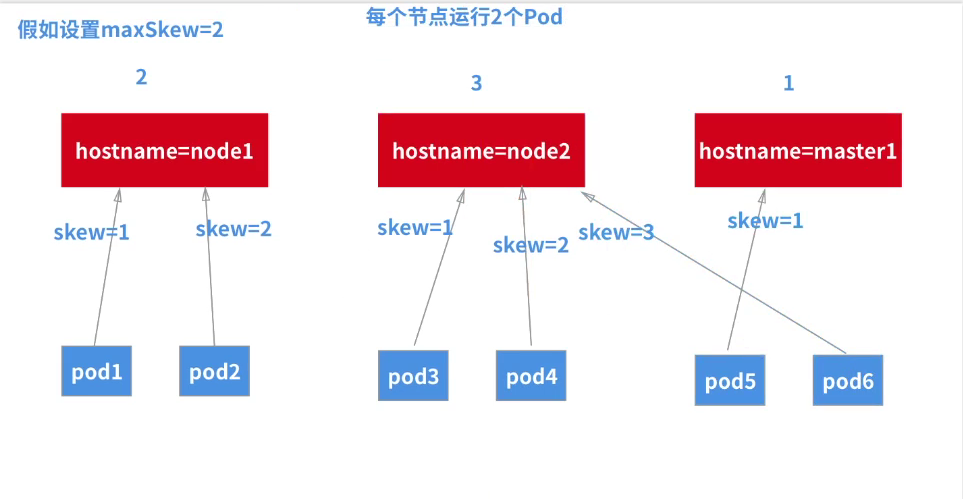 假如设置maxSkew=2
每个节点运行2个Pod
2
3
1
hostname=node1
hostname=node2
hostname=master1
skew=1
skew=2
skew=1
skew=2
skew=3
skew=1
pod1
pod2
pod3
pod4
pod5
pod6